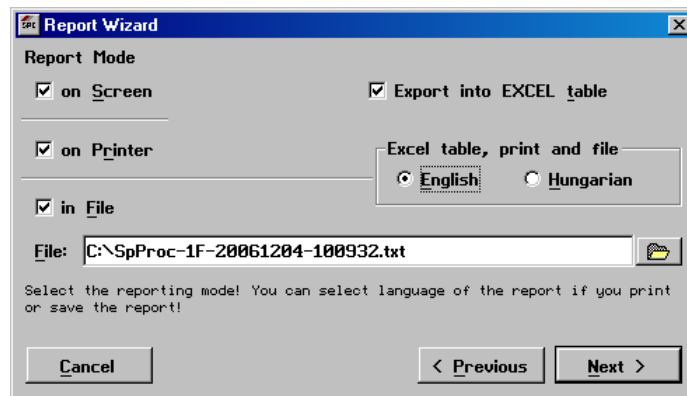 SPC Report Wizard
Report Mode
on Screen
Export into EXCEL table
on Printer
Excel table, print and file
English
Hungarian
in File
File: C:\SpProc-1F-20061204-100932.txt
Select the reporting mode! You can select language of the report if you print
or save the report!
Cancel
< Previous
Next >